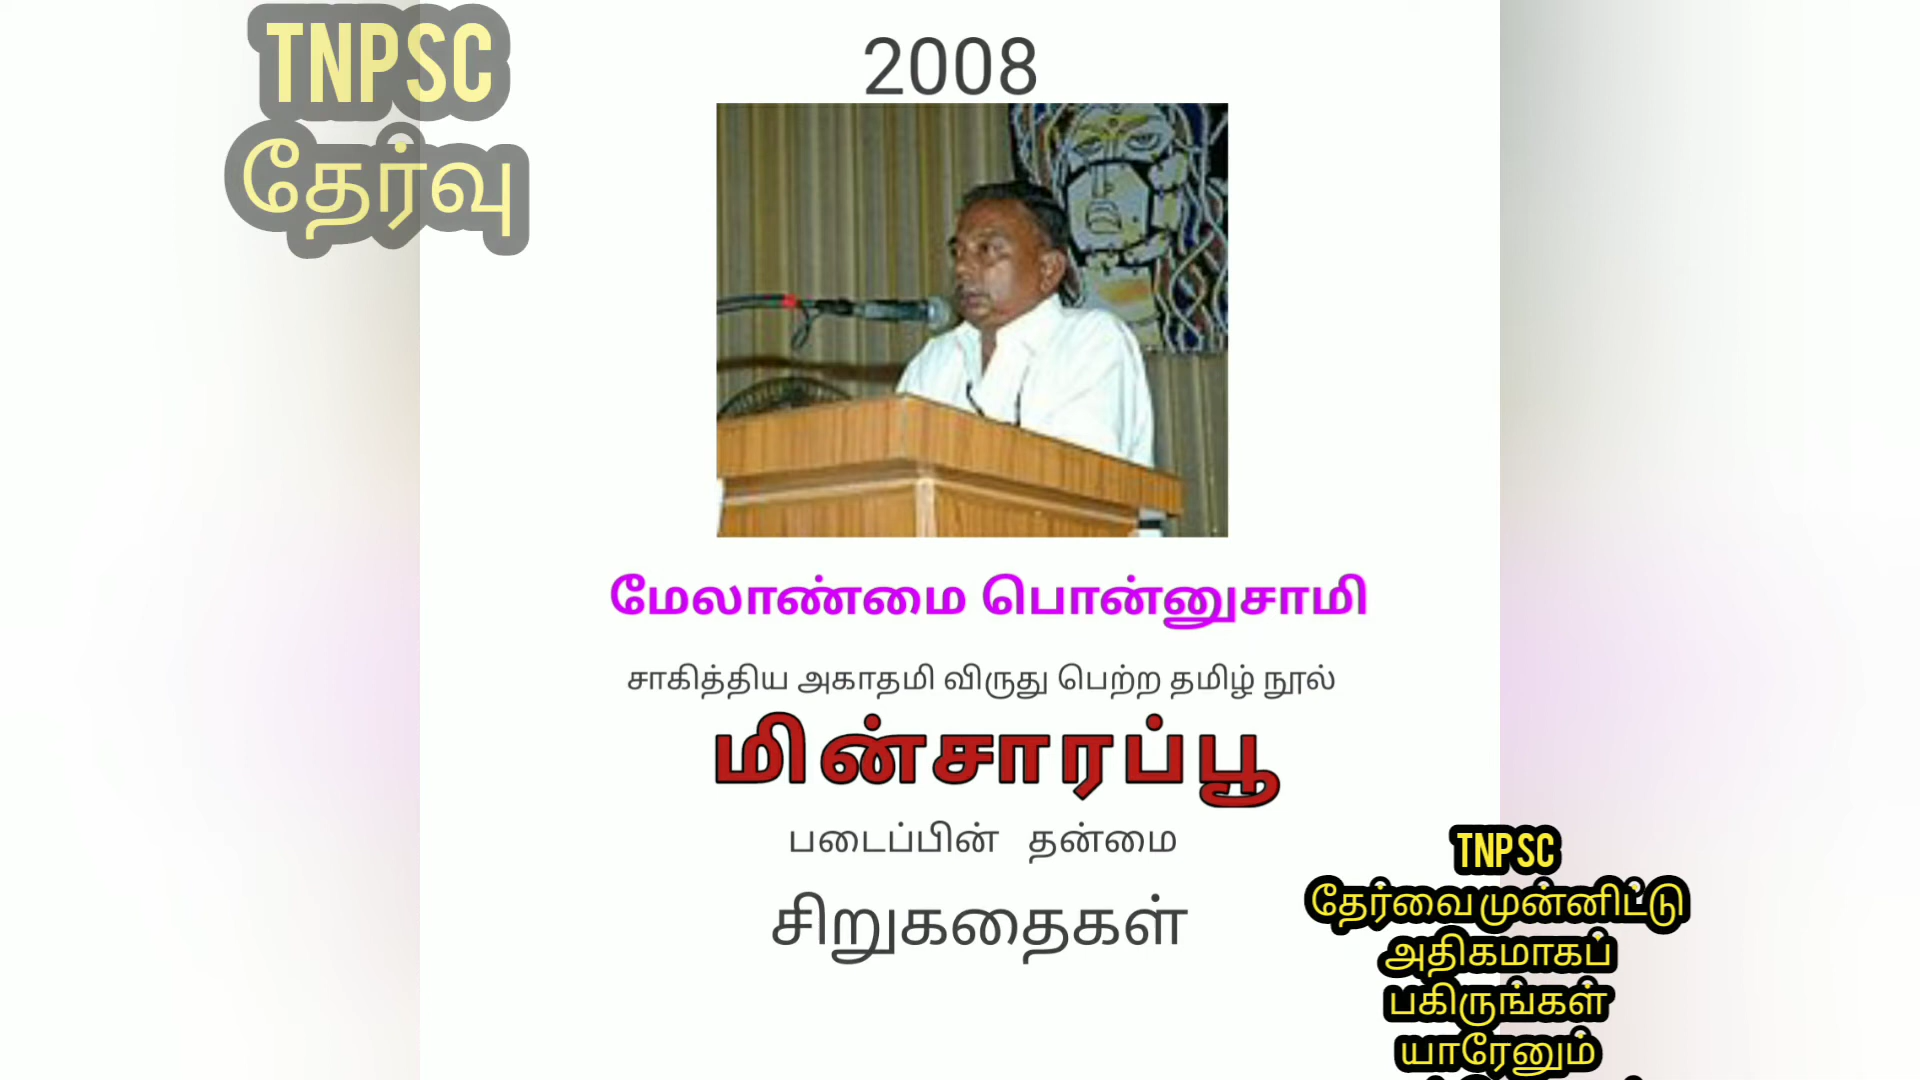 TNPSC
தேர்வு
2008
மேலாண்மை பொன்னுசாமி
சாகித்திய அகாதமி விருது பெற்ற தமிழ் நூல்
மின்சாரப்பூ
படைப்பின் தன்மை
சிறுகதைகள்
TNPSC
தேர்வை முன்னிட்டு
அதிகமாகப்
பகிருங்கள்
யாரேனும்